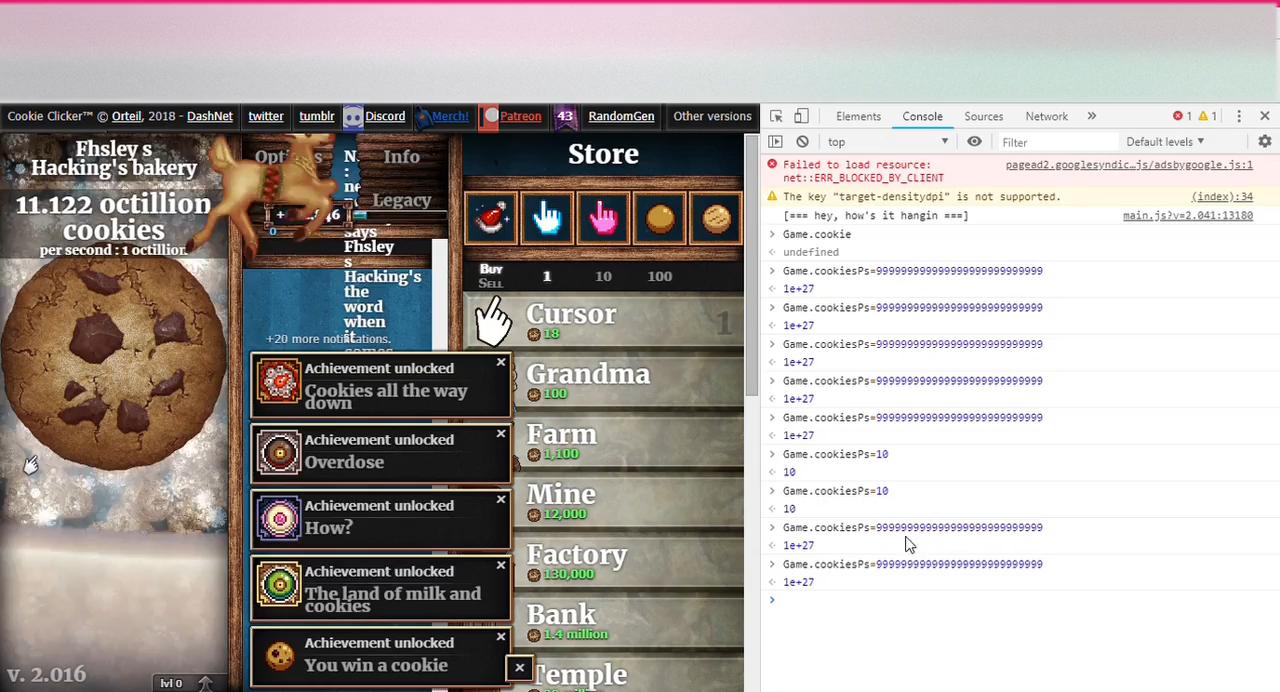 Cookie Clicker™ © Orteil, 2018 - DashNet twitter tumblr Discord Merch! Patreon 43 RandomGen Other versions
Fhsley s
Hacking's bakery
11.122 octillion
cookies
per second : 1 octillion
v. 2.016
lvl 0
Info
Legacy
0
says
Fhsley
s
Hacking's
the
word
when
it
+20 more notifications.
Achievement unlocked
Cookies all the way
down
Achievement unlocked
Overdose
Achievement unlocked
How?
Achievement unlocked
The land of milk and
cookies
Achievement unlocked
You win a cookie
Store
BUY
SELL
1 10 100
Cursor
18
1
Grandma
100
Farm
1,100
Mine
12,000
Factory
130,000
Bank
1.4 million
Temple
Elements Console Sources Network » 1 1
top Filter Default levels
Failed to load resource: pagead2.googlesyndic…js/adsbygoogle.js:1
net::ERR_BLOCKED_BY_CLIENT
The key "target-densitydpi" is not supported. (index):34
[=== hey, how's it hangin ===] main.js?v=2.041:13180
> Game.cookie
undefined
> Game.cookiesPs=999999999999999999999999999
1e+27
> Game.cookiesPs=999999999999999999999999999
1e+27
> Game.cookiesPs=999999999999999999999999999
1e+27
> Game.cookiesPs=999999999999999999999999999
1e+27
> Game.cookiesPs=999999999999999999999999999
1e+27
> Game.cookiesPs=10
10
> Game.cookiesPs=10
10
> Game.cookiesPs=999999999999999999999999999
1e+27
> Game.cookiesPs=999999999999999999999999999
1e+27
>